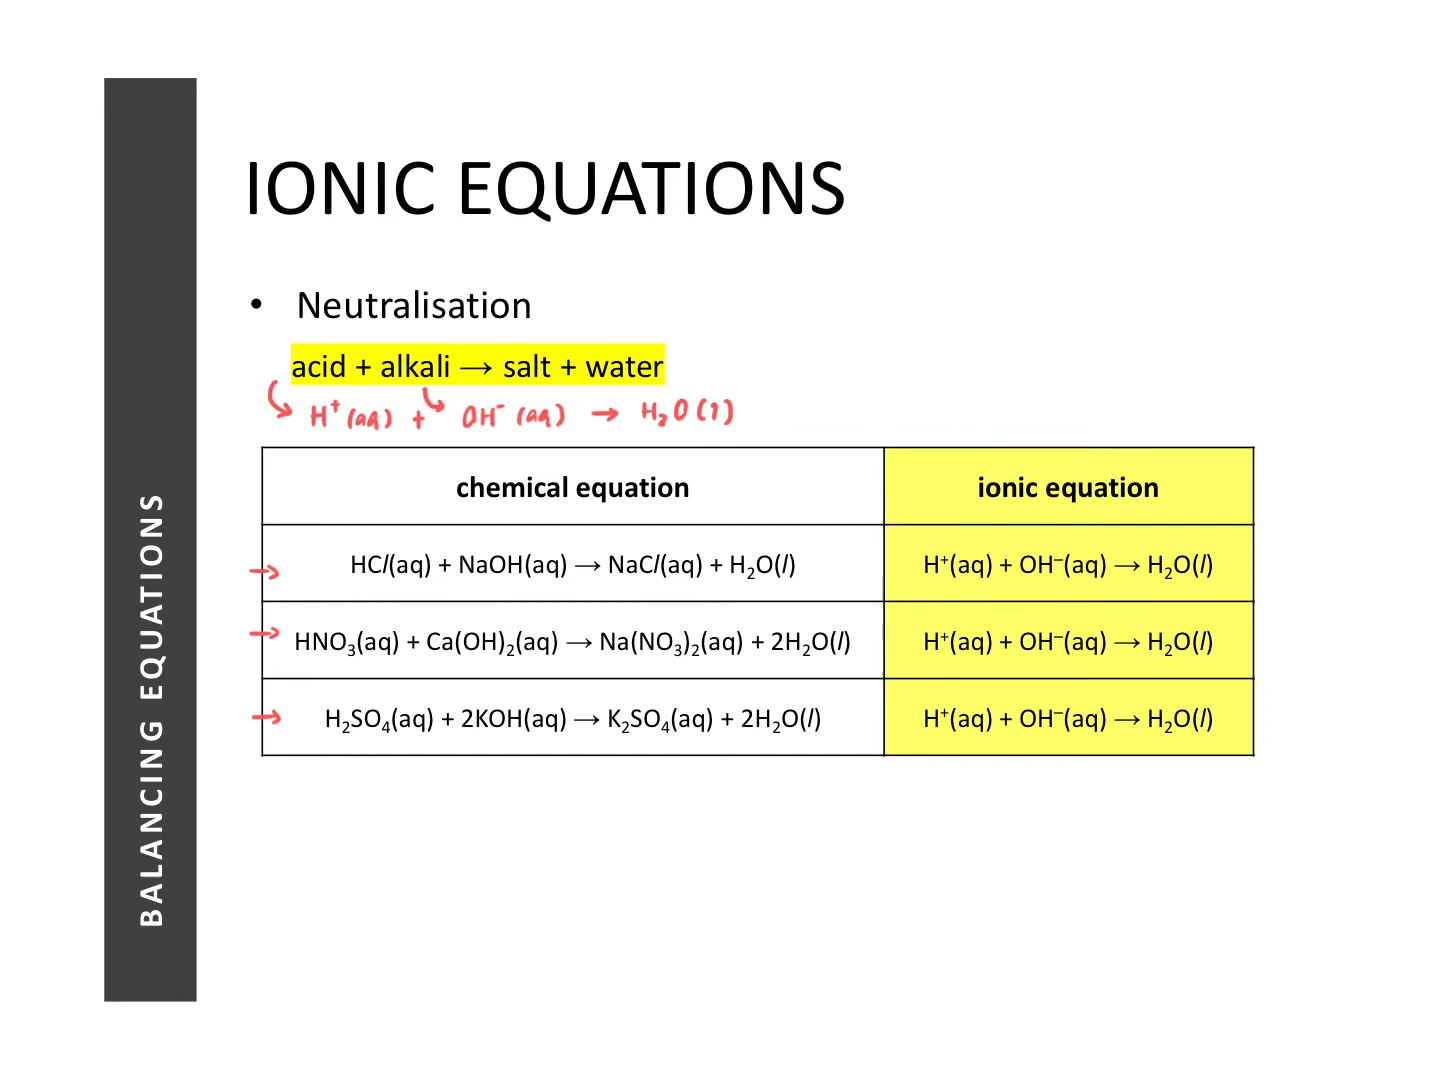 BALANCING EQUATIONS
IONIC EQUATIONS
• Neutralisation
acid + alkali → salt + water
H⁺(aq) + OH⁻(aq) → H₂O(l)
chemical equation ionic equation
HCl(aq) + NaOH(aq) → NaCl(aq) + H₂O(l) H⁺(aq) + OH⁻(aq) → H₂O(l)
HNO₃(aq) + Ca(OH)₂(aq) → Na(NO₃)₂(aq) + 2H₂O(l) H⁺(aq) + OH⁻(aq) → H₂O(l)
H₂SO₄(aq) + 2KOH(aq) → K₂SO₄(aq) + 2H₂O(l) H⁺(aq) + OH⁻(aq) → H₂O(l)